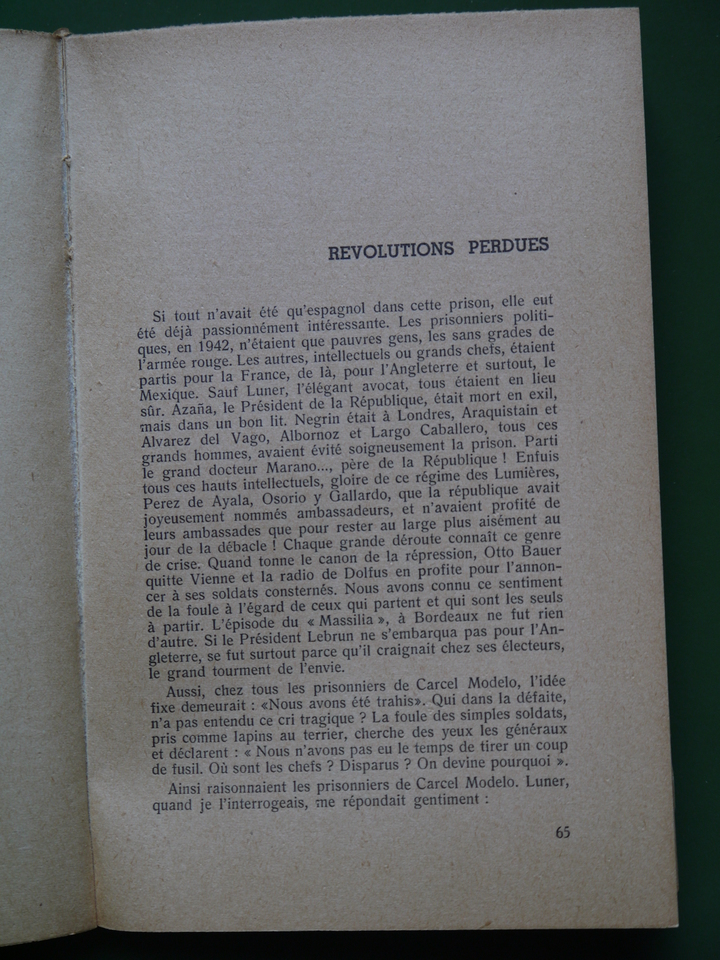 REVOLUTIONS PERDUES
Si tout n'avait été qu'espagnol dans cette prison, elle eut
été déjà passionnément intéressante. Les prisonniers politi-
ques, en 1942, n'étaient que pauvres gens, les sans grades de
l'armée rouge. Les autres, intellectuels ou grands chefs, étaient
partis pour la France, de là, pour l'Angleterre et surtout, le
Mexique. Sauf Luner, l'élégant avocat, tous étaient en lieu
sûr. Azaña, le Président de la République, était mort en exil,
mais dans un bon lit. Negrin était à Londres, Araquistain et
Alvarez del Vago, Albornoz et Largo Caballero, tous ces
grands hommes, avaient évité soigneusement la prison. Parti
le grand docteur Marano..., père de la République ! Enfuis
tous ces hauts intellectuels, gloire de ce régime des Lumières,
Perez de Ayala, Osorio y Gallardo, que la république avait
joyeusement nommés ambassadeurs, et n'avaient profité de
leurs ambassades que pour rester au large plus aisément au
jour de la débacle ! Chaque grande déroute connaît ce genre
de crise. Quand tonne le canon de la répression, Otto Bauer
quitte Vienne et la radio de Dolfus en profite pour l'annon-
cer à ses soldats consternés. Nous avons connu ce sentiment
de la foule à l'égard de ceux qui partent et qui sont les seuls
à partir. L'épisode du « Massilia », à Bordeaux ne fut rien
d'autre. Si le Président Lebrun ne s'embarqua pas pour l'An-
gleterre, se fut surtout parce qu'il craignait chez ses électeurs,
le grand tourment de l'envie.
Aussi, chez tous les prisonniers de Carcel Modelo, l'idée
fixe demeurait : «Nous avons été trahis». Qui dans la défaite,
n'a pas entendu ce cri tragique ? La foule des simples soldats,
pris comme lapins au terrier, cherche des yeux les généraux
et déclarent : « Nous n'avons pas eu le temps de tirer un coup
de fusil. Où sont les chefs ? Disparus ? On devine pourquoi ».
Ainsi raisonnaient les prisonniers de Carcel Modelo. Luner,
quand je l'interrogeais, me répondait gentiment :
65